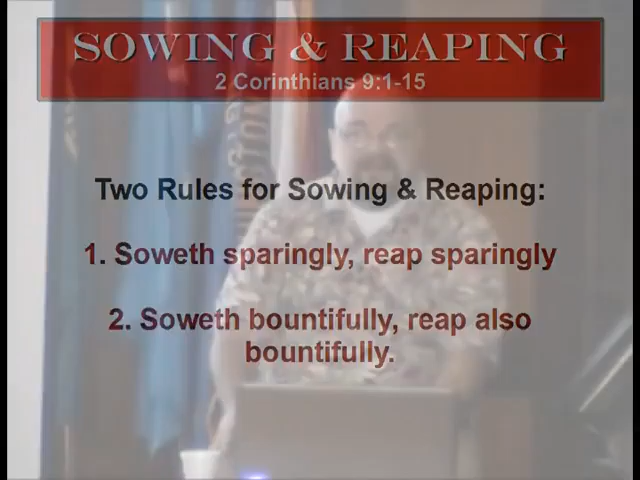 SOWING & REAPING
2 Corinthians 9:1-15
Two Rules for Sowing & Reaping:
1. Soweth sparingly, reap sparingly
2. Soweth bountifully, reap also
bountifully.